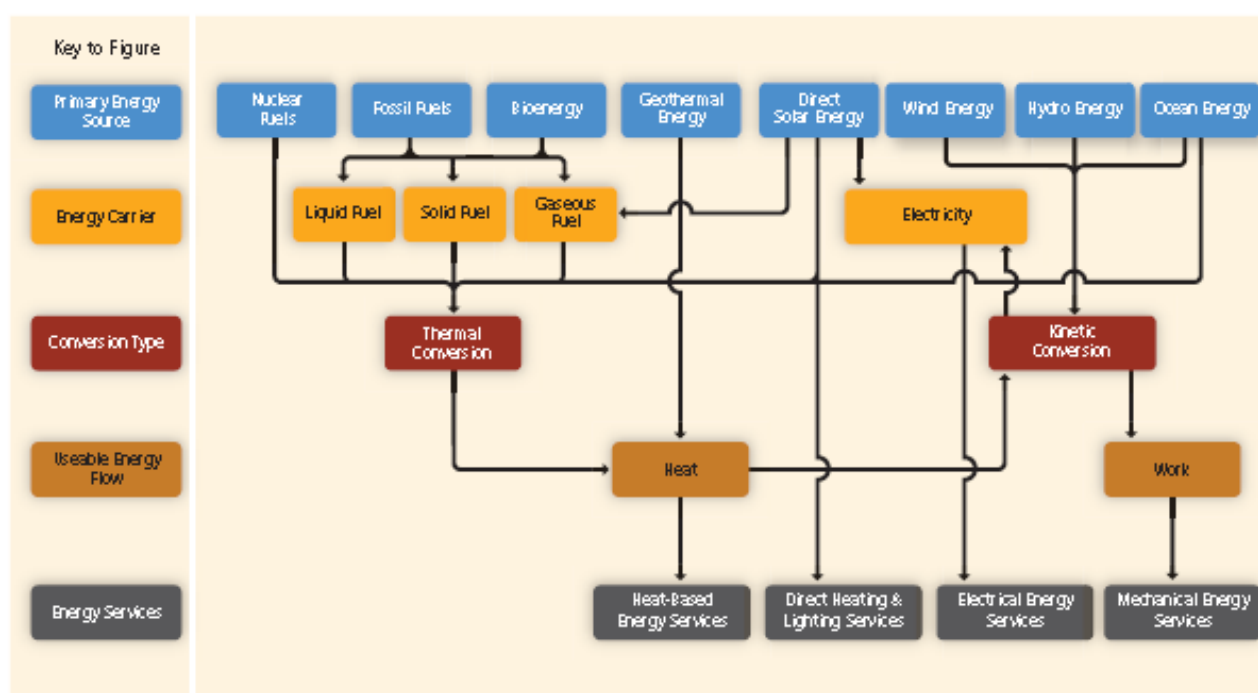 Key to Figure
Primary Energy
Source
Nuclear
Fuels
Fossil Fuels
Bioenergy
Geothermal
Energy
Direct
Solar Energy
Wind Energy
Hydro Energy
Ocean Energy
Energy Carrier
Liquid Fuel
Solid Fuel
Gaseous
Fuel
Electricity
Conversion Type
Thermal
Conversion
Kinetic
Conversion
Useable Energy
Flow
Heat
Work
Energy Services
Heat-Based
Energy Services
Direct Heating &
Lighting Services
Electrical Energy
Services
Mechanical Energy
Services